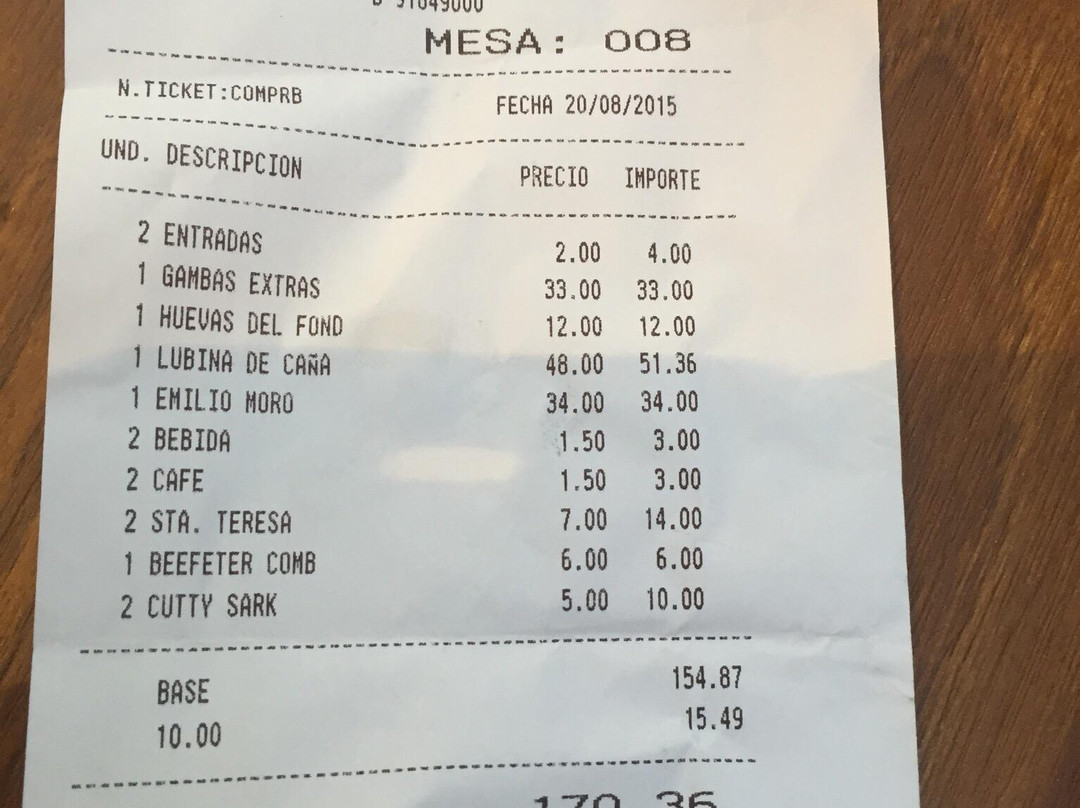 MESA: 008
N.TICKET:COMPRB FECHA 20/08/2015
UND. DESCRIPCION PRECIO IMPORTE
2 ENTRADAS 2.00 4.00
1 GAMBAS EXTRAS 33.00 33.00
1 HUEVAS DEL FOND 12.00 12.00
1 LUBINA DE CAÑA 48.00 51.36
1 EMILIO MORO 34.00 34.00
2 BEBIDA 1.50 3.00
2 CAFE 1.50 3.00
2 STA. TERESA 7.00 14.00
1 BEEFETER COMB 6.00 6.00
2 CUTTY SARK 5.00 10.00
BASE 154.87
10.00 15.49
170.36